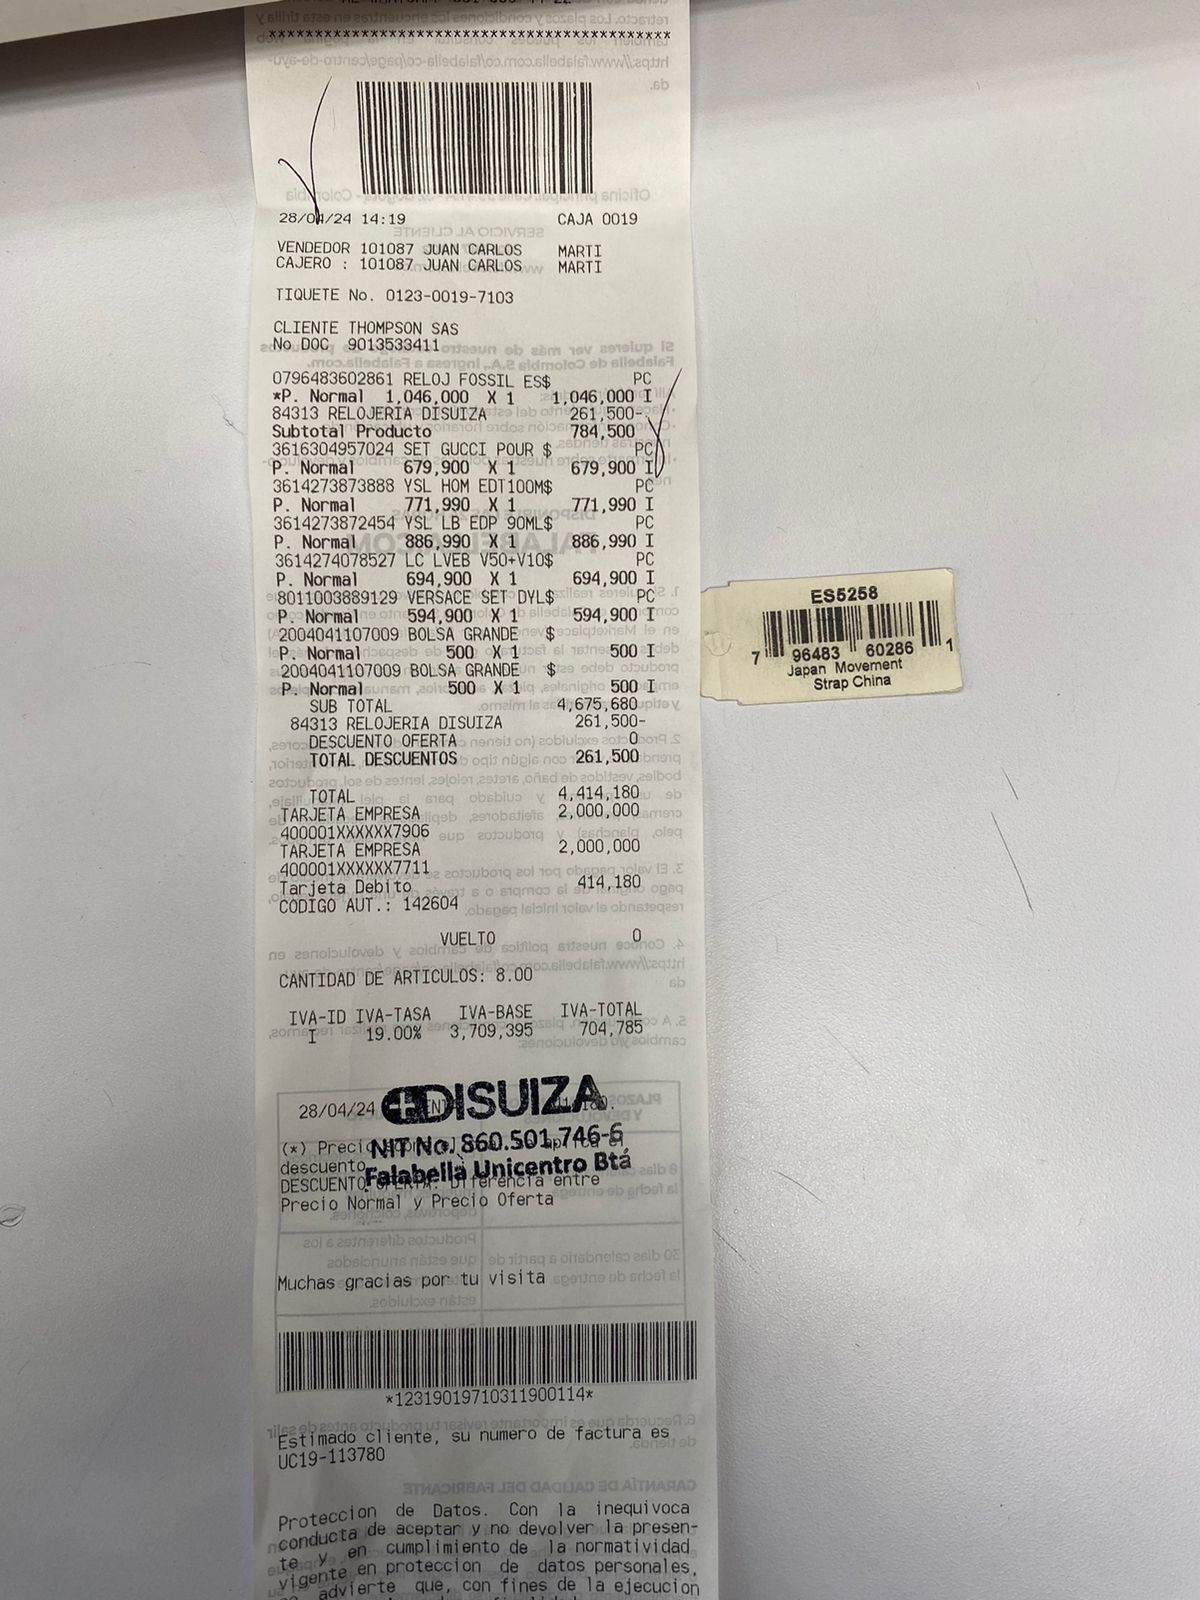 ********************************************
28/04/24 14:19 CAJA 0019
VENDEDOR 101087 JUAN CARLOS MARTI
CAJERO : 101087 JUAN CARLOS MARTI
TIQUETE No. 0123-0019-7103
CLIENTE THOMPSON SAS
No DOC 9013533411
0796483602861 RELOJ FOSSIL ES$ PC
*P. Normal 1,046,000 X 1 1,046,000 I
84313 RELOJERIA DISUIZA 261,500-
Subtotal Producto 784,500
3616304957024 SET GUCCI POUR $ PC
P. Normal 679,900 X 1 679,900 I
3614273873888 YSL HOM EDT100M$ PC
P. Normal 771,990 X 1 771,990 I
3614273872454 YSL LB EDP 90ML$ PC
P. Normal 886,990 X 1 886,990 I
3614274078527 LC LVEB V50+V10$ PC
P. Normal 694,900 X 1 694,900 I
8011003889129 VERSACE SET DYL$ PC
P. Normal 594,900 X 1 594,900 I
2004041107009 BOLSA GRANDE $
P. Normal 500 X 1 500 I
2004041107009 BOLSA GRANDE $
P. Normal 500 X 1 500 I
SUB TOTAL 4,675,680
84313 RELOJERIA DISUIZA 261,500-
DESCUENTO OFERTA 0
TOTAL DESCUENTOS 261,500
TOTAL 4,414,180
TARJETA EMPRESA 2,000,000
400001XXXXXX7906
TARJETA EMPRESA 2,000,000
400001XXXXXX7711
Tarjeta Debito 414,180
CODIGO AUT.: 142604
VUELTO 0
CANTIDAD DE ARTICULOS: 8.00
IVA-ID IVA-TASA IVA-BASE IVA-TOTAL
I 19.00% 3,709,395 704,785
28/04/24
DISUIZA
NIT No. 860.501.746-6
Falabella Unicentro Btá
(*) Precio
descuento
DESCUENTO OFERTA: Diferencia entre
Precio Normal y Precio Oferta
Muchas gracias por tu visita
*12319019710311900114*
Estimado cliente, su numero de factura es
UC19-113780
Proteccion de Datos. Con la inequivoca
conducta de aceptar y no devolver la presen-
te y en cumplimiento de la normatividad
vigente en proteccion de datos personales,
advierte que, con fines de la ejecucion
ES5258
7 96483 60286 1
Japan Movement
Strap China